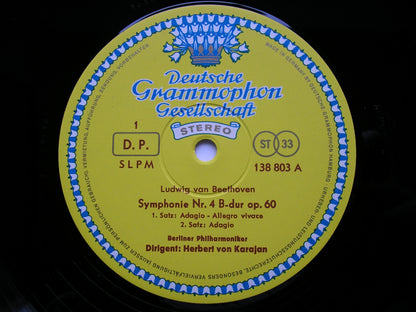 Deutsche
Grammophon
Gesellschaft
STEREO
1
D. P.
SLPM
ST 33
138 803 A
Ludwig van Beethoven
Symphonie Nr. 4 B-dur op. 60
1. Satz: Adagio - Allegro vivace
2. Satz: Adagio
Berliner Philharmoniker
Dirigent: Herbert von Karajan